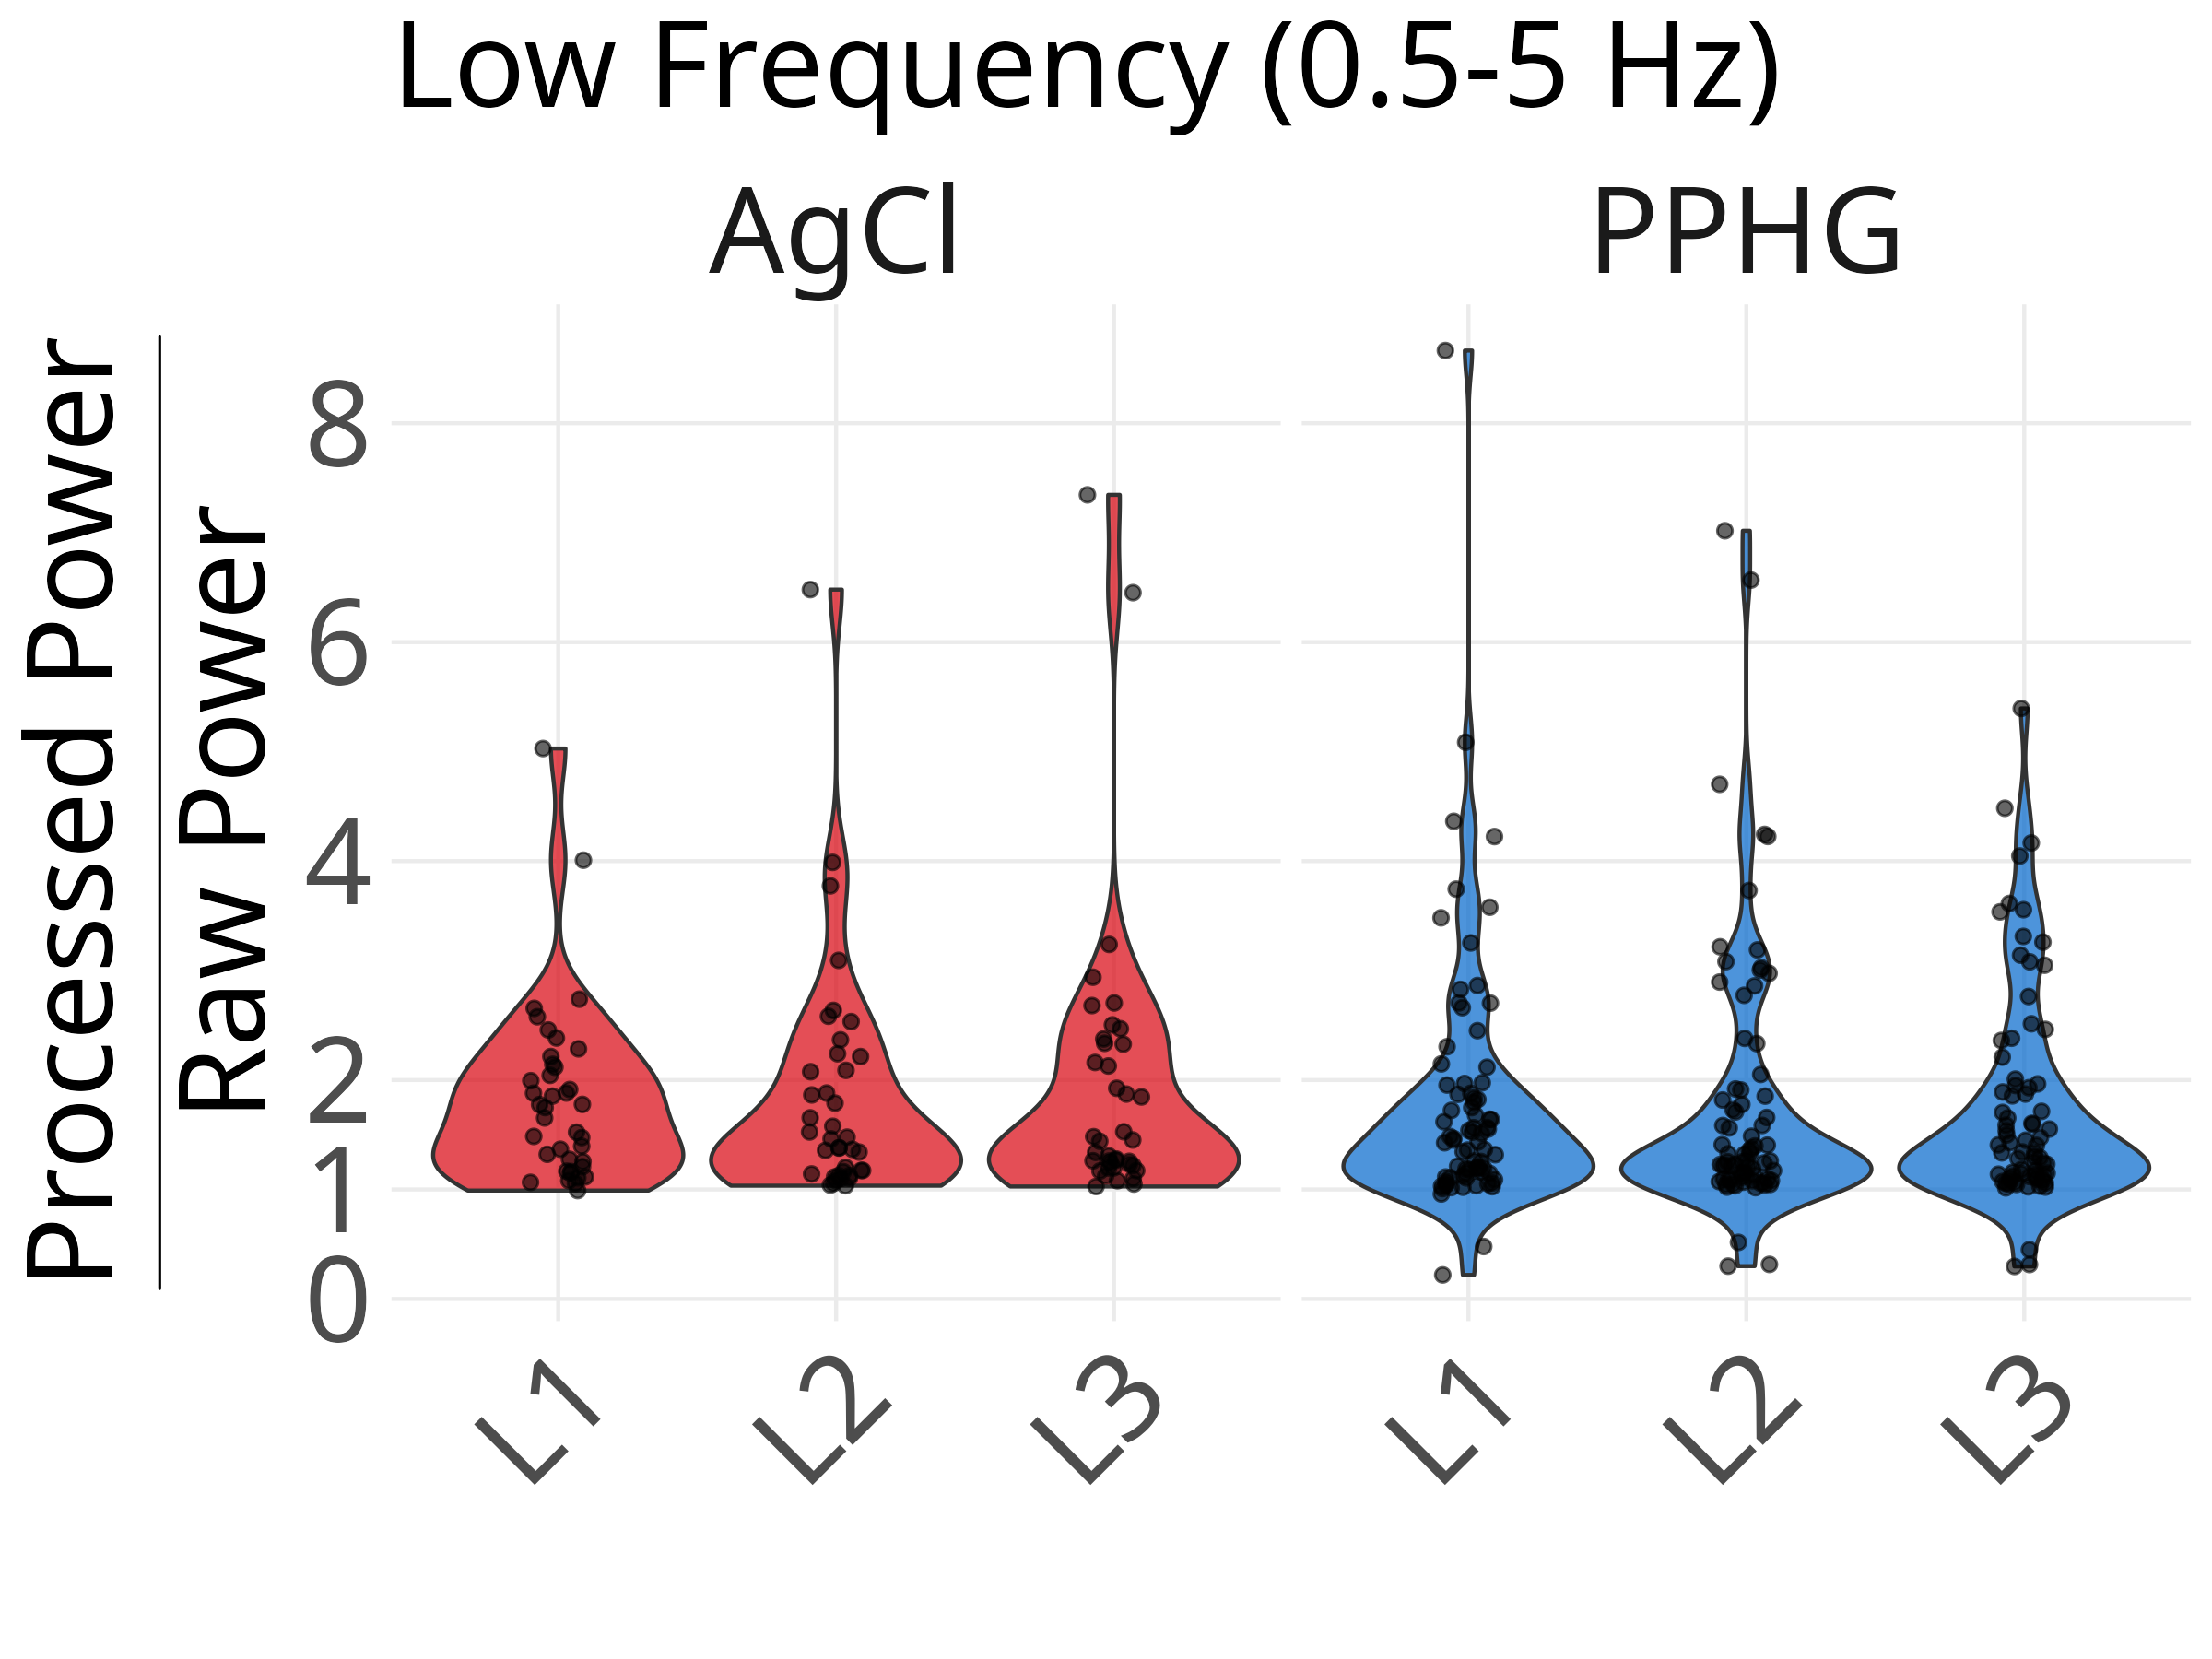 Low Frequency (0.5-5 Hz)
AgCl
PPHG
Processed Power
Raw Power
8
6
4
2
1
0
L1
L2
L3
L1
L2
L3